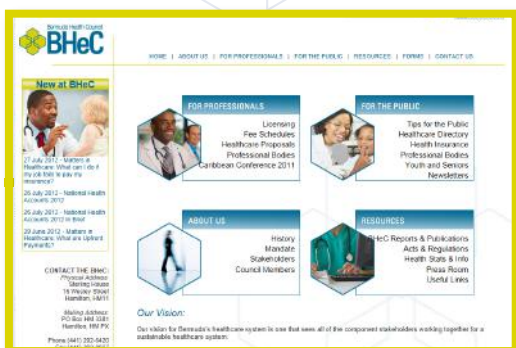 Bermuda Health Council
BHeC
HOME | ABOUT US | FOR PROFESSIONALS | FOR THE PUBLIC | RESOURCES | FORMS | CONTACT US
New at BHeC
27 July 2012 - Matters in
Healthcare: What can I do if
my job fails to pay my
insurance?
26 July 2012 - National Health
Accounts 2012
26 July 2012 - National Health
Accounts 2012 in Brief
29 June 2012 - Matters in
Healthcare: What are Upfront
Payments?
CONTACT THE BHeC:
Physical Address:
Sterling House
16 Wesley Street
Hamilton, HM11
Mailing Address:
PO Box HM 3381
Hamilton, HM PX
Phone: (441) 292-6420
FOR PROFESSIONALS
Licensing
Fee Schedules
Healthcare Proposals
Professional Bodies
Caribbean Conference 2011
FOR THE PUBLIC
Tips for the Public
Healthcare Directory
Health Insurance
Professional Bodies
Youth and Seniors
Newsletters
ABOUT US
History
Mandate
Stakeholders
Council Members
RESOURCES
BHeC Reports & Publications
Acts & Regulations
Health Stats & Info
Press Room
Useful Links
Our Vision:
Our vision for Bermuda's healthcare system is one that sees all of the component stakeholders working together for a
sustainable healthcare system.